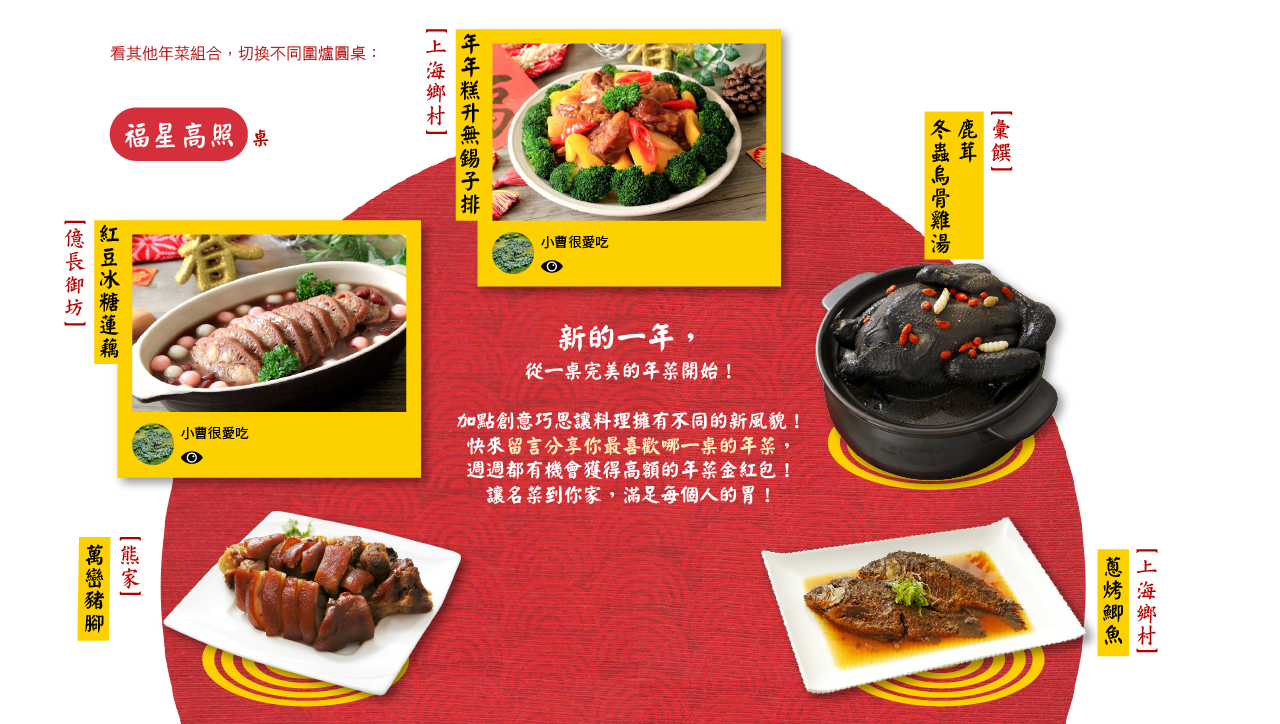 看其他年菜組合，切換不同圍爐圓桌：
福星高照 桌
[上海鄉村]
年年糕升無錫子排
小曹很愛吃
[彙饌]
鹿茸
冬蟲烏骨雞湯
[億長御坊]
紅豆冰糖蓮藕
小曹很愛吃
新的一年，
從一桌完美的年菜開始！
加點創意巧思讓料理擁有不同的新風貌！
快來留言分享你最喜歡哪一桌的年菜，
週週都有機會獲得高額的年菜金紅包！
讓名菜到你家，滿足每個人的胃！
[熊家]
萬巒豬腳
[上海鄉村]
蔥烤鯽魚